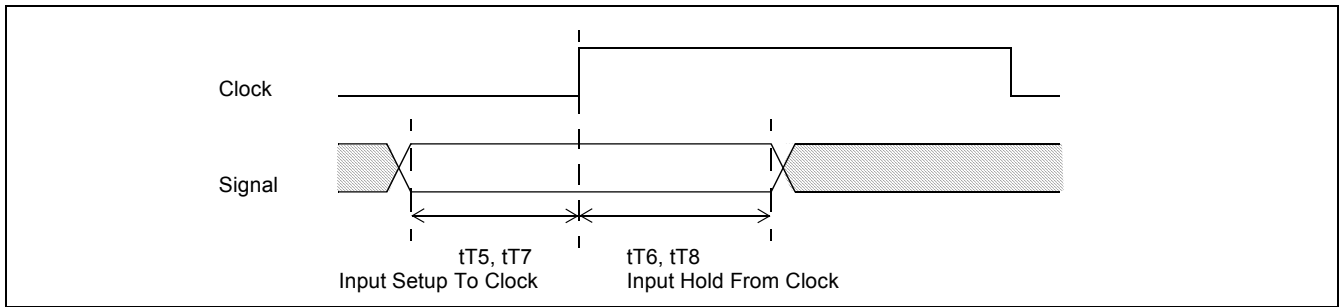 Clock
Signal
tT5, tT7
Input Setup To Clock
tT6, tT8
Input Hold From Clock